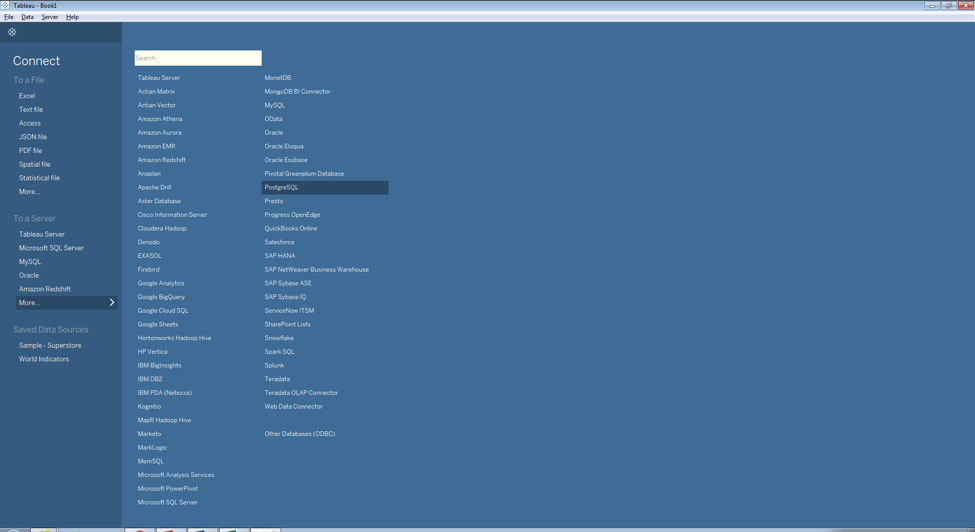 Tableau - Book1
File Data Server Help
Connect
To a File
Excel
Text file
Access
JSON file
PDF file
Spatial file
Statistical file
More...
To a Server
Tableau Server
Microsoft SQL Server
MySQL
Oracle
Amazon Redshift
More...
Saved Data Sources
Sample - Superstore
World Indicators
Search
Tableau Server
Actian Matrix
Actian Vector
Amazon Athena
Amazon Aurora
Amazon EMR
Amazon Redshift
Anaplan
Apache Drill
Aster Database
Cisco Information Server
Cloudera Hadoop
Denodo
EXASOL
Firebird
Google Analytics
Google BigQuery
Google Cloud SQL
Google Sheets
Hortonworks Hadoop Hive
HP Vertica
IBM BigInsights
IBM DB2
IBM PDA (Netezza)
Kognitio
MapR Hadoop Hive
Marketo
MarkLogic
MemSQL
Microsoft Analysis Services
Microsoft PowerPivot
Microsoft SQL Server
MonetDB
MongoDB BI Connector
MySQL
OData
Oracle
Oracle Eloqua
Oracle Essbase
Pivotal Greenplum Database
PostgreSQL
Presto
Progress OpenEdge
QuickBooks Online
Salesforce
SAP HANA
SAP NetWeaver Business Warehouse
SAP Sybase ASE
SAP Sybase IQ
ServiceNow ITSM
SharePoint Lists
Snowflake
Spark SQL
Splunk
Teradata
Teradata OLAP Connector
Web Data Connector
Other Databases (ODBC)